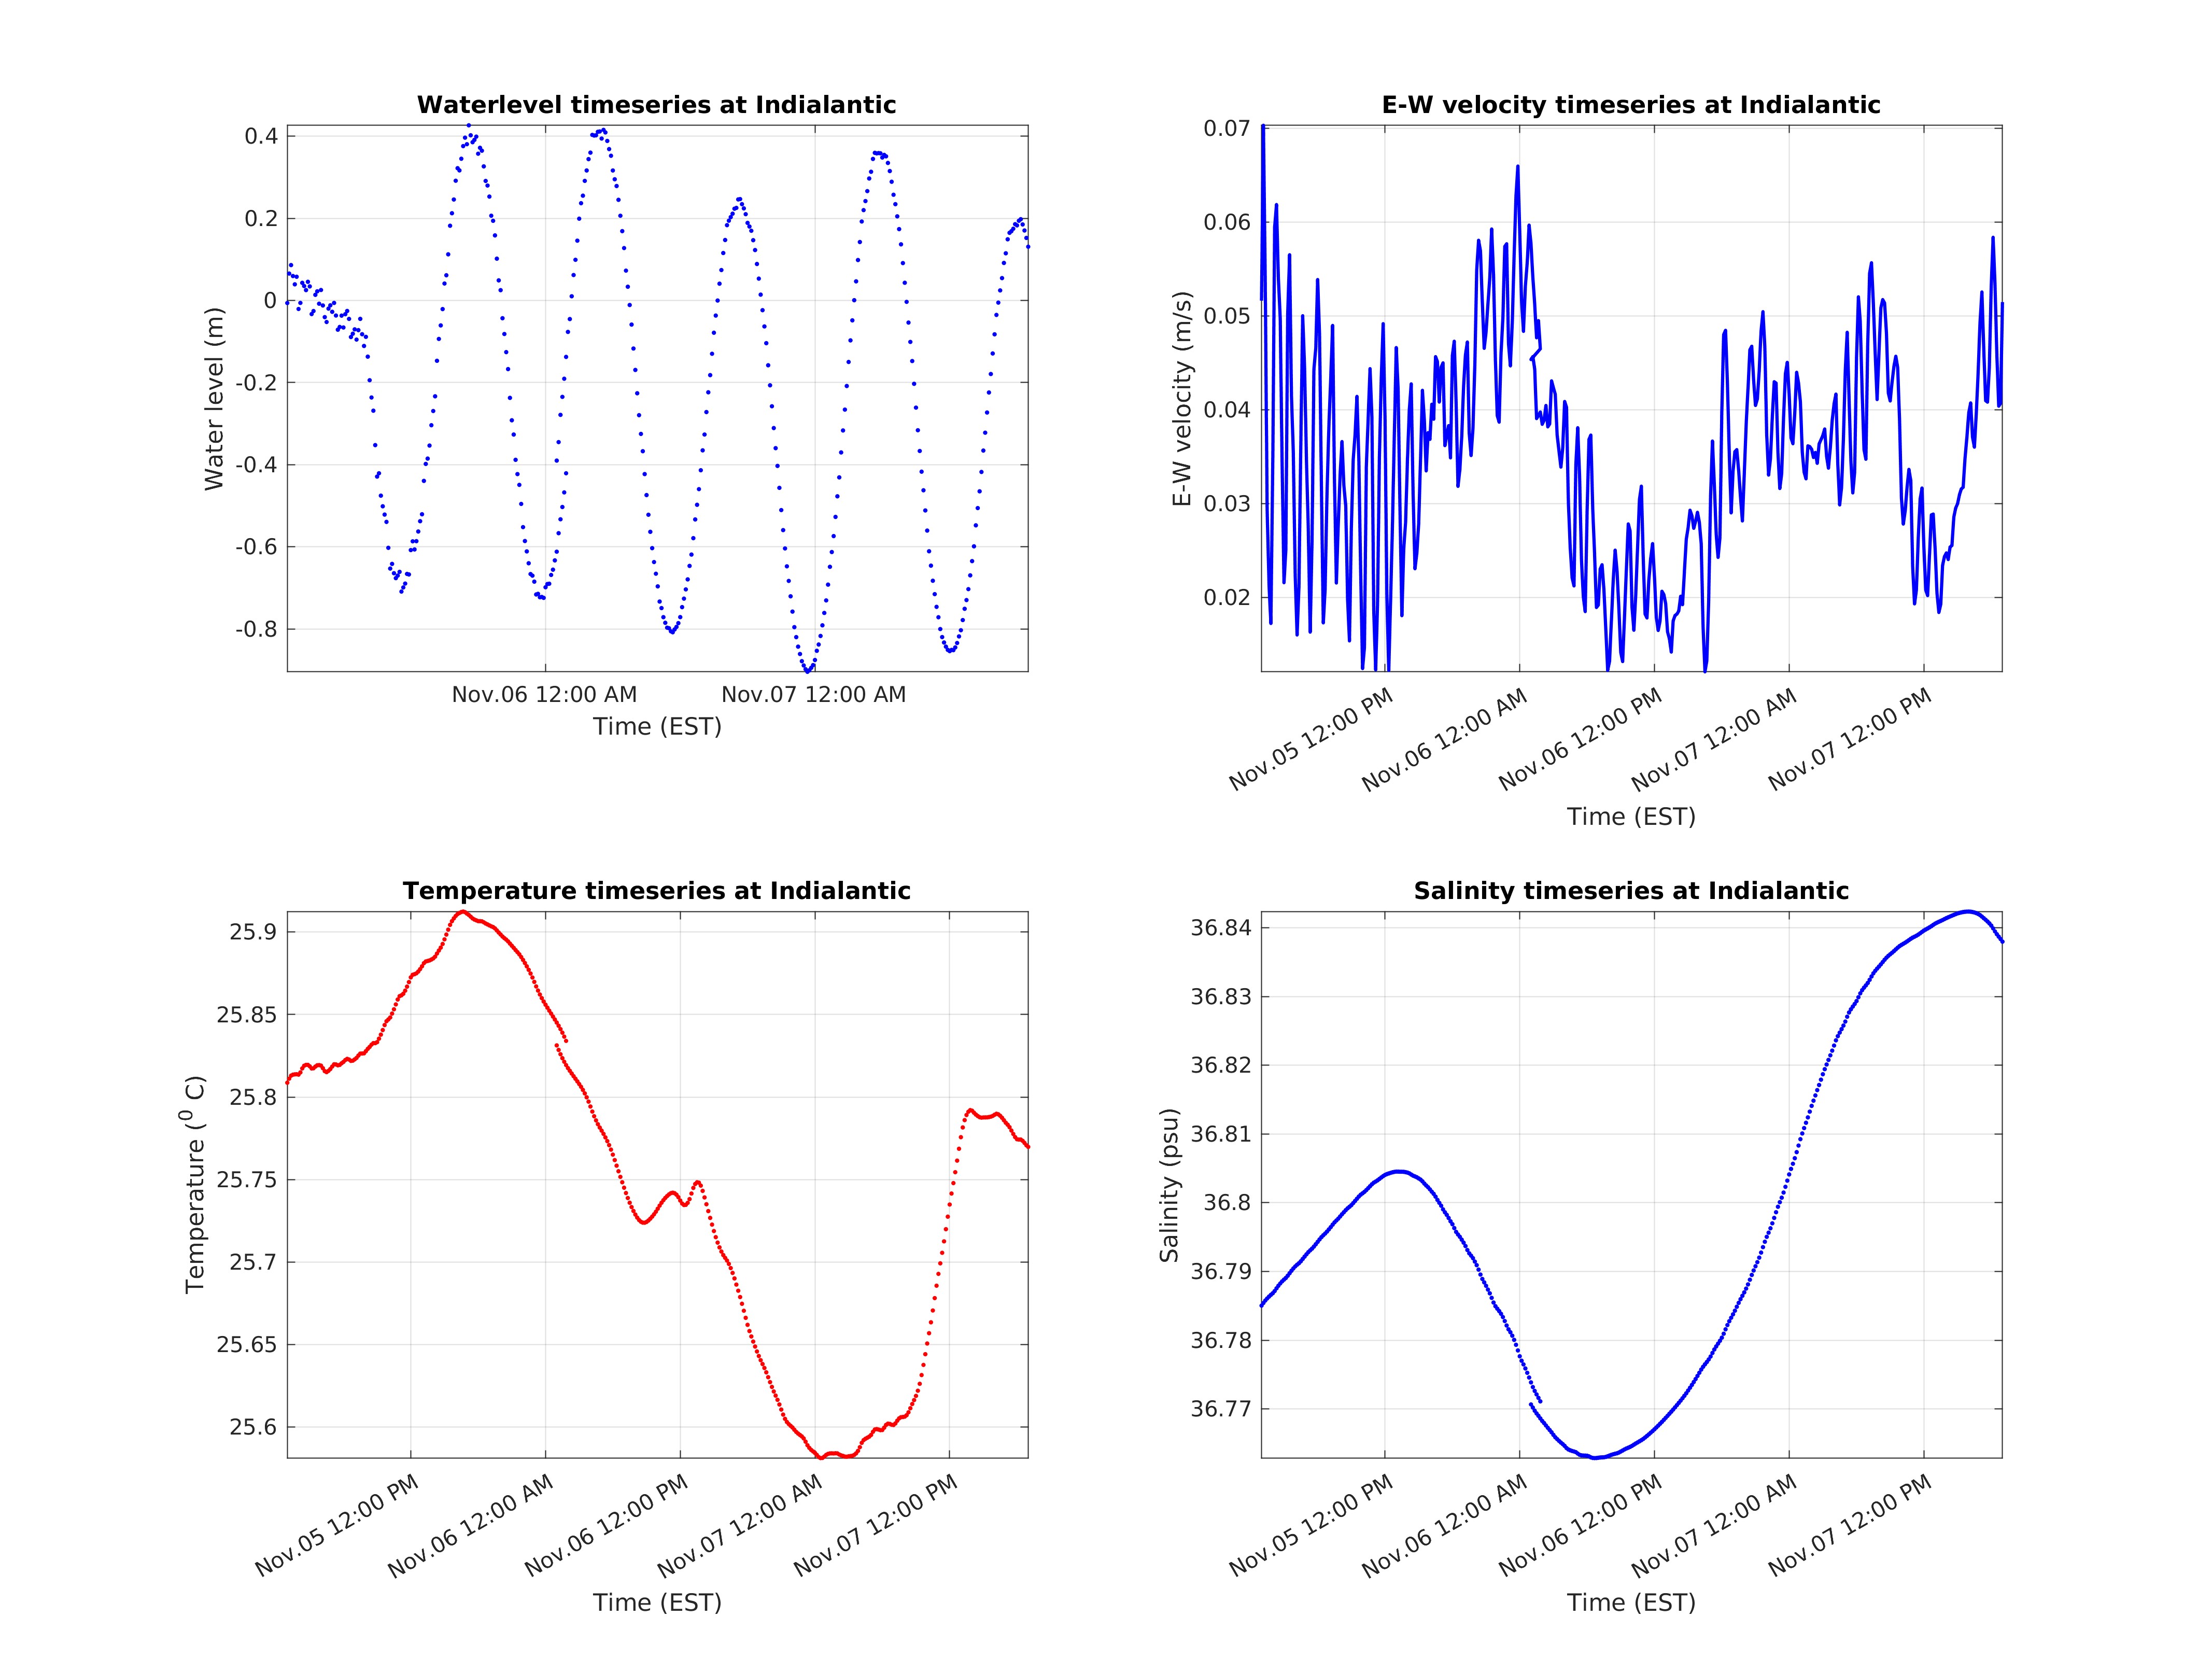 Waterlevel timeseries at Indialantic
0.4
0.2
0
-0.2
-0.4
-0.6
-0.8
Water level (m)
Nov.06 12:00 AM
Nov.07 12:00 AM
Time (EST)
E-W velocity timeseries at Indialantic
0.07
0.06
0.05
0.04
0.03
0.02
E-W velocity (m/s)
Nov.05 12:00 PM
Nov.06 12:00 AM
Nov.06 12:00 PM
Nov.07 12:00 AM
Nov.07 12:00 PM
Time (EST)
Temperature timeseries at Indialantic
25.9
25.85
25.8
25.75
25.7
25.65
25.6
Temperature (⁰ C)
Nov.05 12:00 PM
Nov.06 12:00 AM
Nov.06 12:00 PM
Nov.07 12:00 AM
Nov.07 12:00 PM
Time (EST)
Salinity timeseries at Indialantic
36.84
36.83
36.82
36.81
36.8
36.79
36.78
36.77
Salinity (psu)
Nov.05 12:00 PM
Nov.06 12:00 AM
Nov.06 12:00 PM
Nov.07 12:00 AM
Nov.07 12:00 PM
Time (EST)